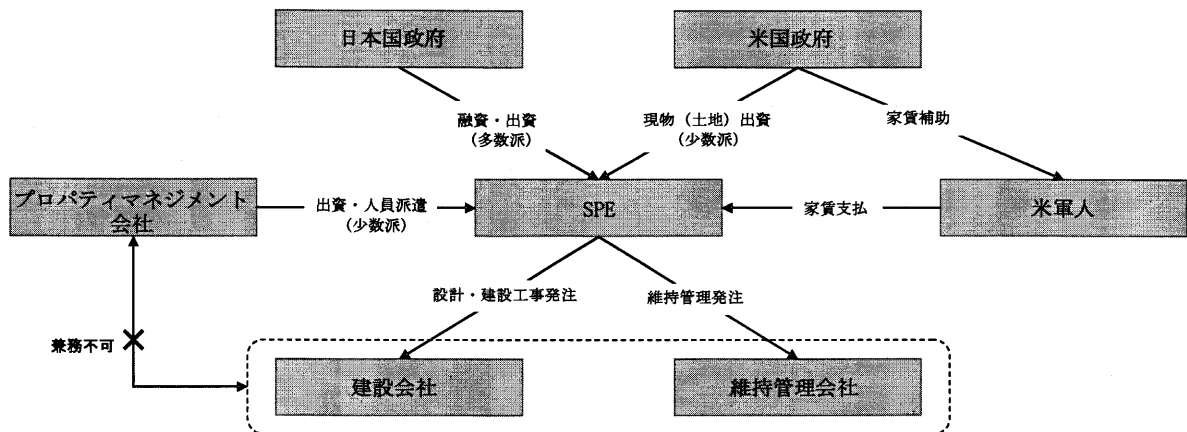 日本国政府
米国政府
融資・出資
(多数派)
現物（土地）出資
(少数派)
家賃補助
プロパティマネジメント
会社
出資・人員派遣
(少数派)
SPE
家賃支払
米軍人
設計・建設工事発注
維持管理発注
兼務不可
建設会社
維持管理会社